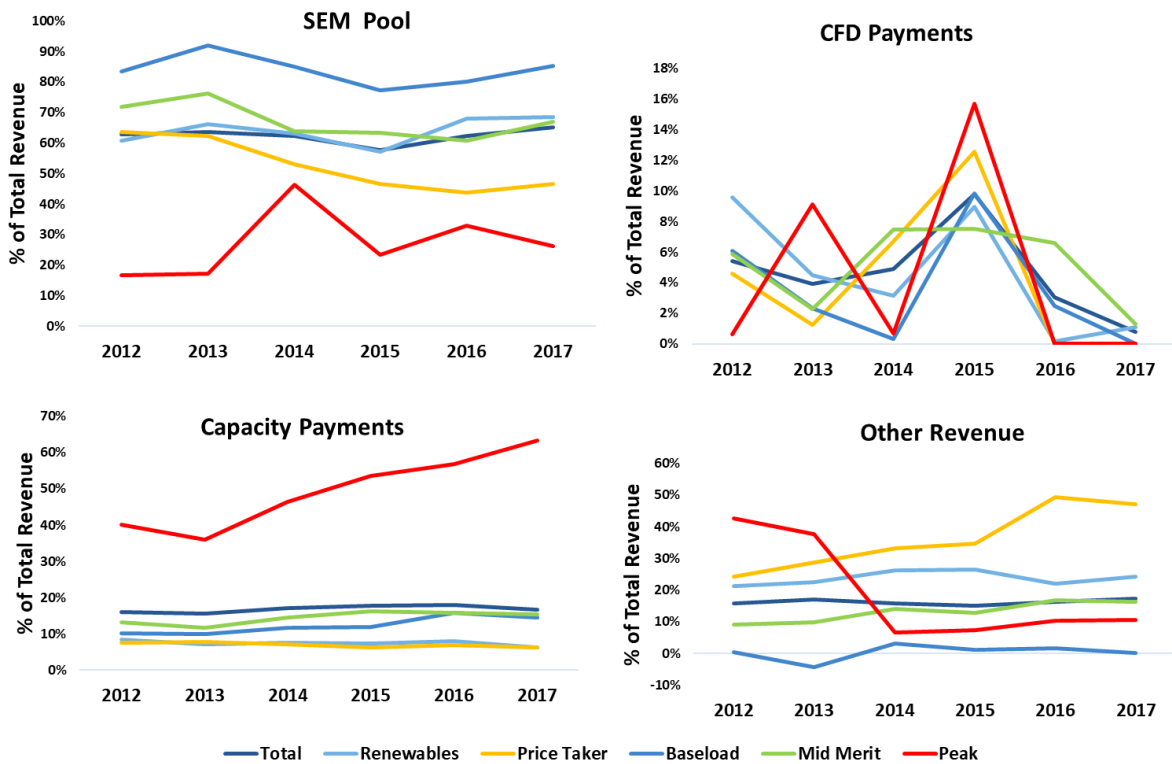 SEM Pool
% of Total Revenue
100%
90%
80%
70%
60%
50%
40%
30%
20%
10%
0%
2012 2013 2014 2015 2016 2017
CFD Payments
% of Total Revenue
18%
16%
14%
12%
10%
8%
6%
4%
2%
0%
2012 2013 2014 2015 2016 2017
Capacity Payments
% of Total Revenue
70%
60%
50%
40%
30%
20%
10%
0%
2012 2013 2014 2015 2016 2017
Other Revenue
% of Total Revenue
60%
50%
40%
30%
20%
10%
0%
-10%
2012 2013 2014 2015 2016 2017
Total Renewables Price Taker Baseload Mid Merit Peak